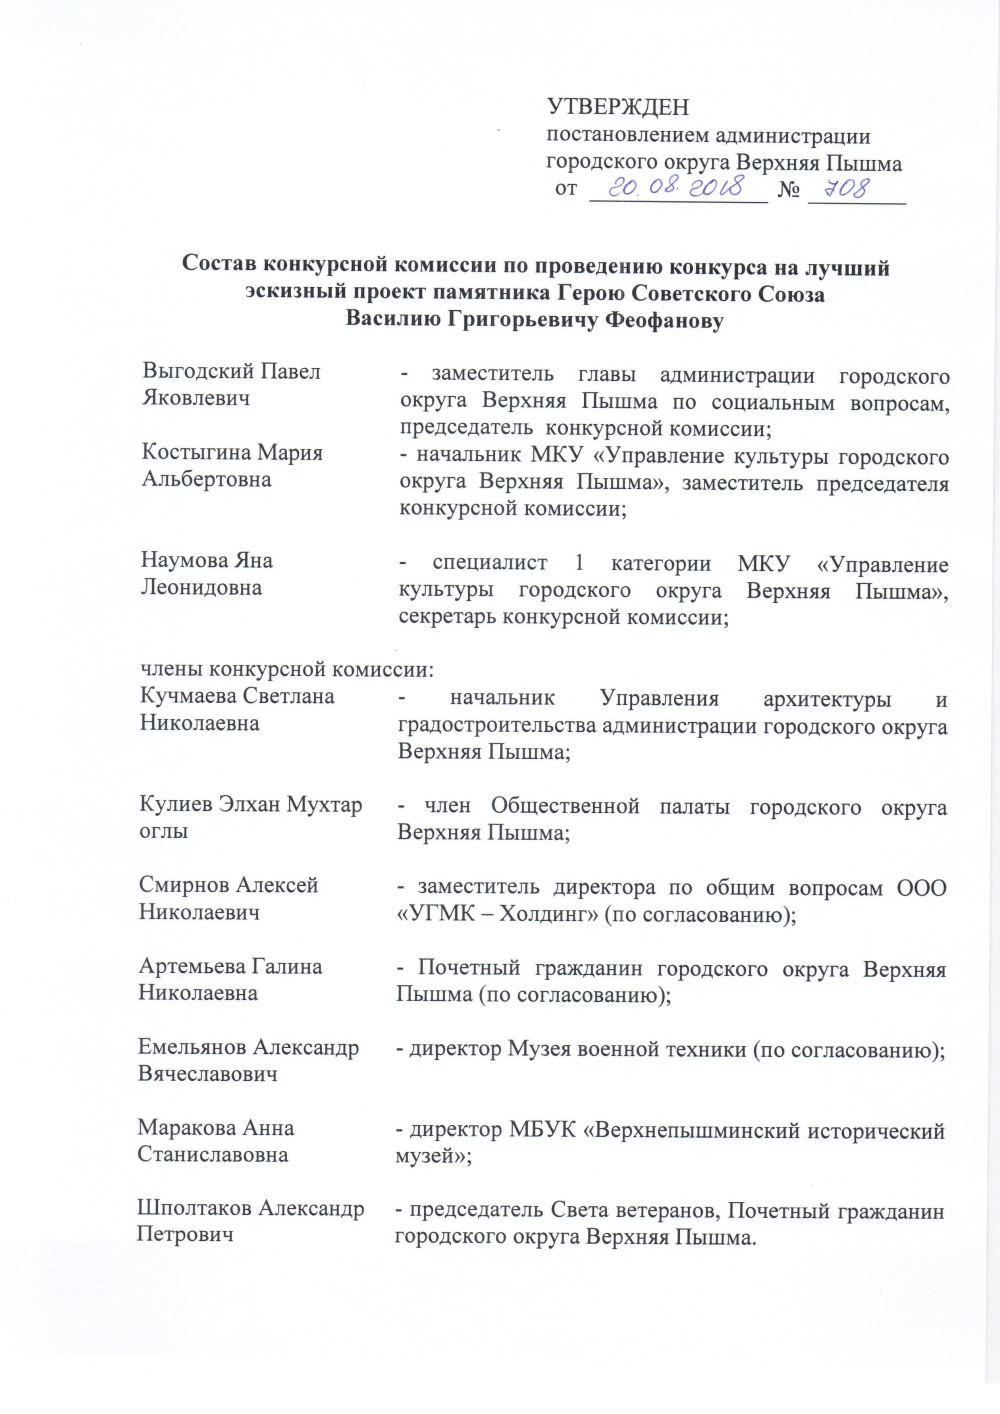 УТВЕРЖДЕН
постановлением администрации
городского округа Верхняя Пышма
от 20.08.2018 № 708
Состав конкурсной комиссии по проведению конкурса на лучший
эскизный проект памятника Герою Советского Союза
Василию Григорьевичу Феофанову
Выгодский Павел - заместитель главы администрации городского
Яковлевич округа Верхняя Пышма по социальным вопросам,
председатель конкурсной комиссии;
Костыгина Мария - начальник МКУ «Управление культуры городского
Альбертовна округа Верхняя Пышма», заместитель председателя
конкурсной комиссии;
Наумова Яна - специалист 1 категории МКУ «Управление
Леонидовна культуры городского округа Верхняя Пышма»,
секретарь конкурсной комиссии;
члены конкурсной комиссии:
Кучмаева Светлана - начальник Управления архитектуры и
Николаевна градостроительства администрации городского округа
Верхняя Пышма;
Кулиев Элхан Мухтар - член Общественной палаты городского округа
оглы Верхняя Пышма;
Смирнов Алексей - заместитель директора по общим вопросам ООО
Николаевич «УГМК – Холдинг» (по согласованию);
Артемьева Галина - Почетный гражданин городского округа Верхняя
Николаевна Пышма (по согласованию);
Емельянов Александр - директор Музея военной техники (по согласованию);
Вячеславович
Маракова Анна - директор МБУК «Верхнепышминский исторический
Станиславовна музей»;
Шполтаков Александр - председатель Света ветеранов, Почетный гражданин
Петрович городского округа Верхняя Пышма.